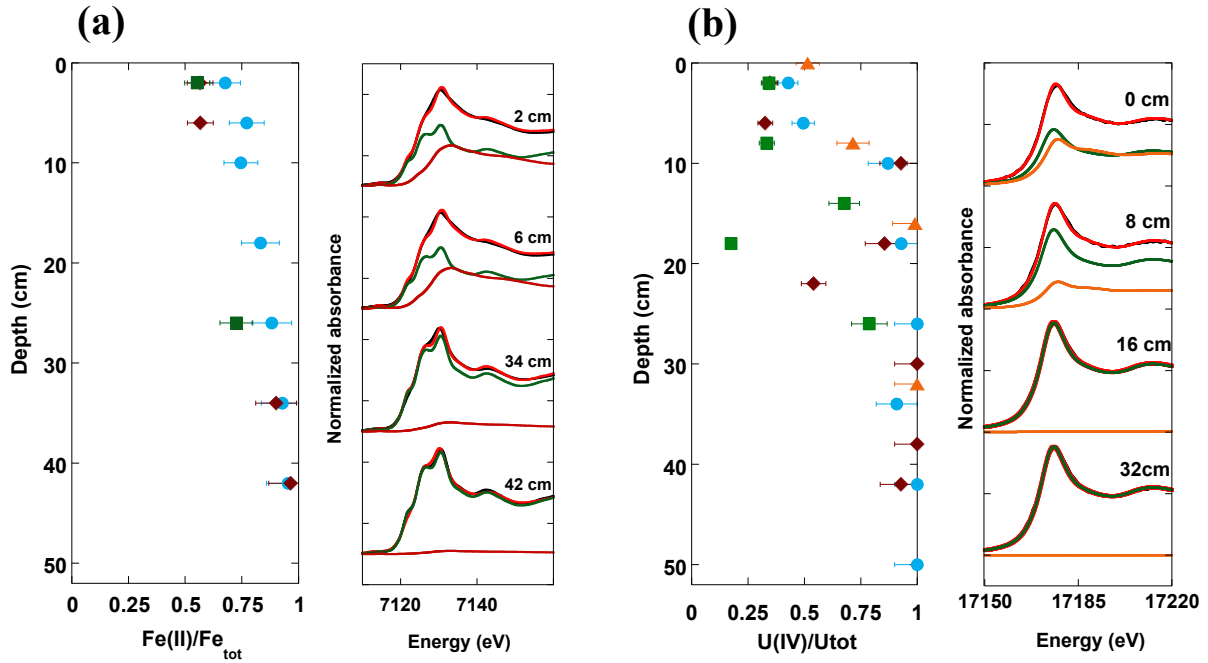 (a)
0
10
20
30
40
50
Depth (cm)
0
0.25
0.5
0.75
1
Fe(II)/Fe_tot
Normalized absorbance
2 cm
6 cm
34 cm
42 cm
7120
7140
Energy (eV)
(b)
0
10
20
30
40
50
Depth (cm)
0
0.25
0.5
0.75
1
U(IV)/Utot
Normalized absorbance
0 cm
8 cm
16 cm
32cm
17150
17185
17220
Energy (eV)